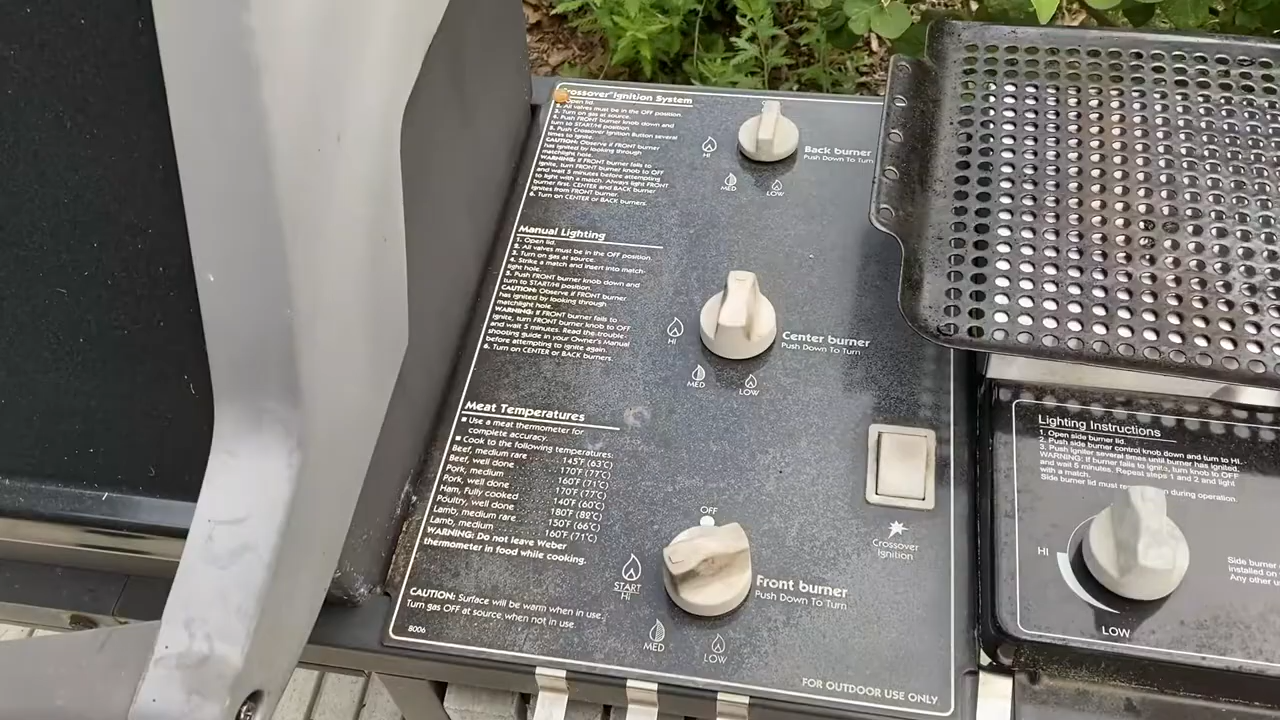 Crossover® Ignition System
1. Open lid.
2. All valves must be in the OFF position.
3. Turn on gas at source.
4. Push FRONT burner knob down and
turn to START/HI position.
5. Push Crossover Ignition Button several
times to ignite.
CAUTION: Observe if FRONT burner
has ignited by looking through
matchlight hole.
WARNING: If FRONT burner fails to
ignite, turn FRONT burner knob to OFF
and wait 5 minutes before attempting
to light with a match. Always light FRONT
burner first. CENTER and BACK burner
ignites from FRONT burner.
6. Turn on CENTER or BACK burners.
Manual Lighting
1. Open lid.
2. All valves must be in the OFF position.
3. Turn on gas at source.
4. Strike a match and insert into match-
light hole.
5. Push FRONT burner knob down and
turn to START/HI position.
CAUTION: Observe if FRONT burner
has ignited by looking through
matchlight hole.
WARNING: If FRONT burner fails to
ignite, turn FRONT burner knob to OFF
and wait 5 minutes. Read the trouble-
shooting guide in your Owner's Manual
before attempting to ignite again.
6. Turn on CENTER or BACK burners.
Meat Temperatures
■ Use a meat thermometer for
complete accuracy.
■ Cook to the following temperatures:
Beef, medium rare 145°F (63°C)
Beef, well done 170°F (77°C)
Pork, medium 160°F (71°C)
Pork, well done 170°F (77°C)
Ham, Fully cooked 140°F (60°C)
Poultry, well done 180°F (82°C)
Lamb, medium rare 150°F (66°C)
Lamb, medium 160°F (71°C)
WARNING: Do not leave Weber
thermometer in food while cooking.
CAUTION: Surface will be warm when in use.
Turn gas OFF at source when not in use.
8006
HI
MED
LOW
Back burner
Push Down To Turn
HI
MED
LOW
Center burner
Push Down To Turn
OFF
START
HI
MED
LOW
Front burner
Push Down To Turn
Crossover
Ignition
FOR OUTDOOR USE ONLY
Lighting Instructions
1. Open side burner lid.
2. Push side burner control knob down and turn to HI.
3. Push igniter several times until burner has ignited.
WARNING: If burner fails to ignite, turn knob to OFF
and wait 5 minutes. Repeat steps 1 and 2 and light
with a match.
Side burner lid must during operation.
HI
LOW
Side burner
installed on
Any other